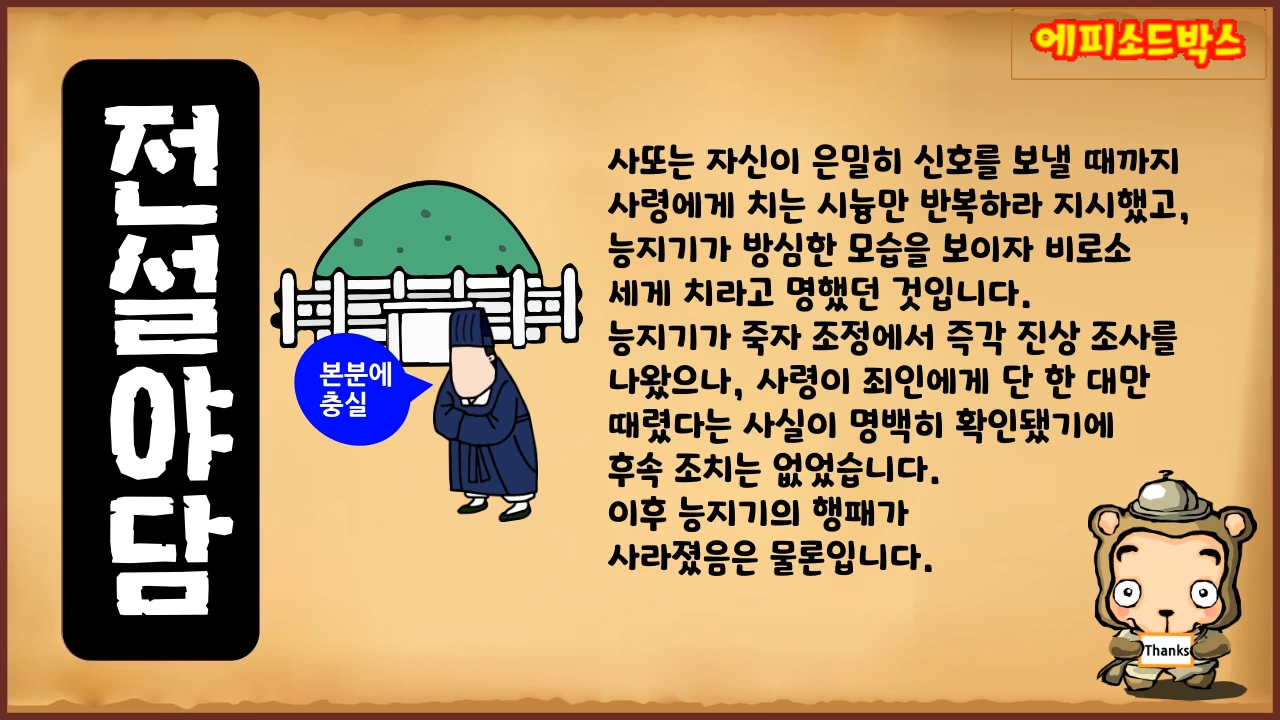 에피소드박스
전설야담
사또는 자신이 은밀히 신호를 보낼 때까지
사령에게 치는 시늉만 반복하라 지시했고,
능지기가 방심한 모습을 보이자 비로소
세게 치라고 명했던 것입니다.
능지기가 죽자 조정에서 즉각 진상 조사를
나왔으나, 사령이 죄인에게 단 한 대만
때렸다는 사실이 명백히 확인됐기에
후속 조치는 없었습니다.
이후 능지기의 행패가
사라졌음은 물론입니다.
본분에
충실
Thanks